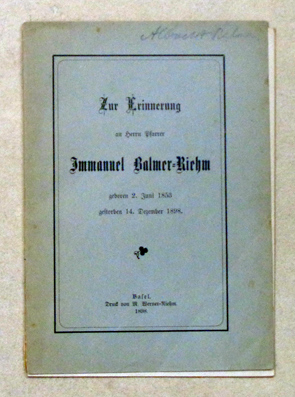 Zur Erinnerung
an Herrn Pfarrer
Immanuel Balmer-Riehm
geboren 2. Juni 1853
gestorben 14. Dezember 1898.
Basel.
Druck von M. Werner-Riehm.
1899.